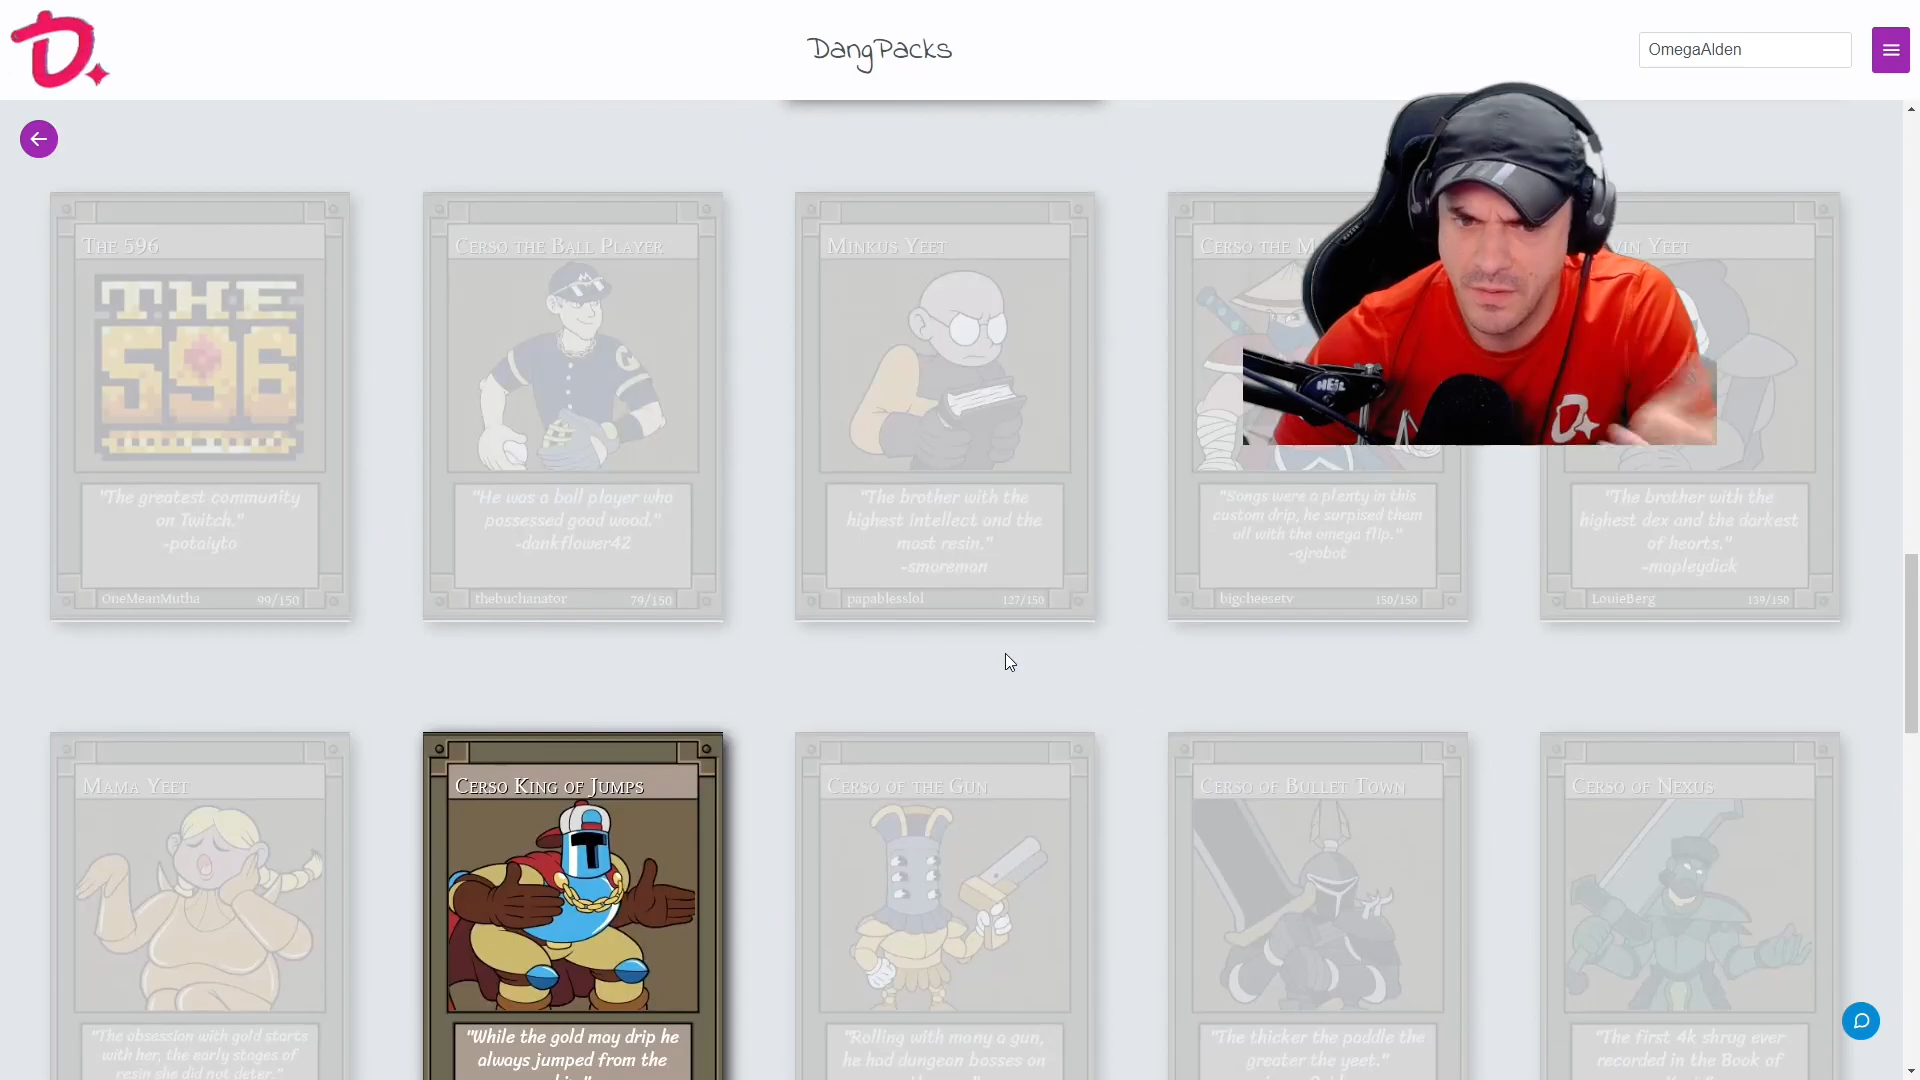 DangPacks
OmegaAlden
The 596
THE
596
"The greatest community
on Twitch."
-potaiyto
OneMeanMutha 99/150
Cerso the Ball Player
"He was a ball player who
possessed good wood."
-dankflower42
thebuchanator 79/150
Minkus Yeet
"The brother with the
highest intellect and the
most resin."
-smoremon
papablesslol 127/150
Cerso the M
"Songs were a plenty in this
custom drip, he surpised them
all with the omega flip."
-ojrobot
bigcheesetv 150/150
vin Yeet
"The brother with the
highest dex and the darkest
of hearts."
-mapleydick
LouieBerg 139/150
Mama Yeet
"The obsession with gold starts
with her, the early stages of
resin she did not deter."
Cerso King of Jumps
"While the gold may drip he
always jumped from the
Cerso of the Gun
"Rolling with many a gun,
he had dungeon bosses on
Cerso of Bullet Town
"The thicker the paddle the
greater the yeet."
Cerso of Nexus
"The first 4k shrug ever
recorded in the Book of